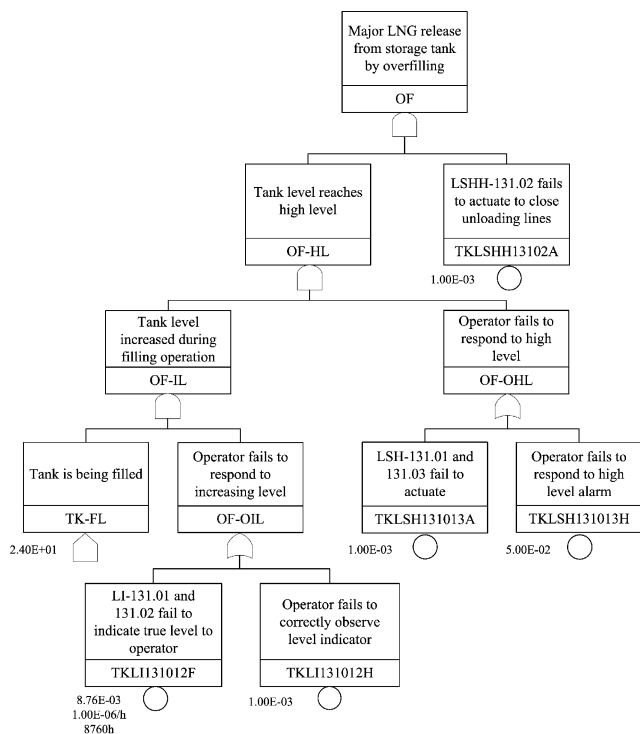 Major LNG release
from storage tank
by overfilling
OF
Tank level reaches
high level
OF-HL
LSHH-131.02 fails
to actuate to close
unloading lines
TKLSHH13102A
1.00E-03
Tank level
increased during
filling operation
OF-IL
Operator fails to
respond to high
level
OF-OHL
Tank is being filled
TK-FL
2.40E+01
Operator fails to
respond to
increasing level
OF-OIL
LSH-131.01 and
131.03 fail to
actuate
TKLSH131013A
1.00E-03
Operator fails to
respond to high
level alarm
TKLSH131013H
5.00E-02
LI-131.01 and
131.02 fail to
indicate true level to
operator
TKLI131012F
8.76E-03
1.00E-06/h
8760h
Operator fails to
correctly observe
level indicator
TKLI131012H
1.00E-03